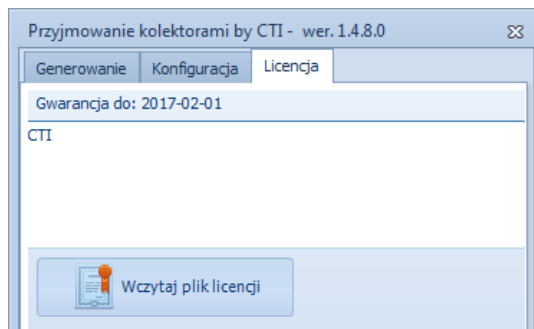 Przyjmowanie kolektorami by CTI - wer. 1.4.8.0
Generowanie Konfiguracja Licencja
Gwarancja do: 2017-02-01
CTI
Wczytaj plik licencji